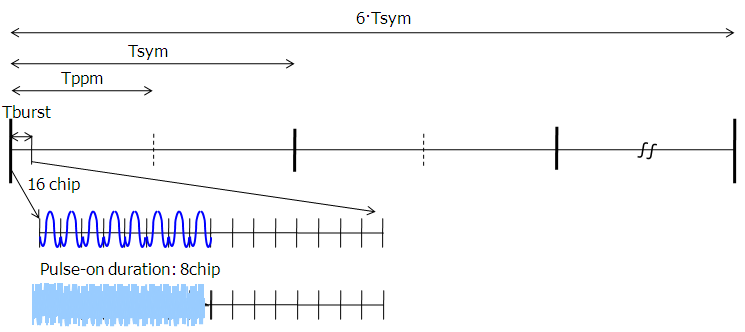 6·Tsym
Tsym
Tppm
Tburst
16 chip
Pulse-on duration: 8chip